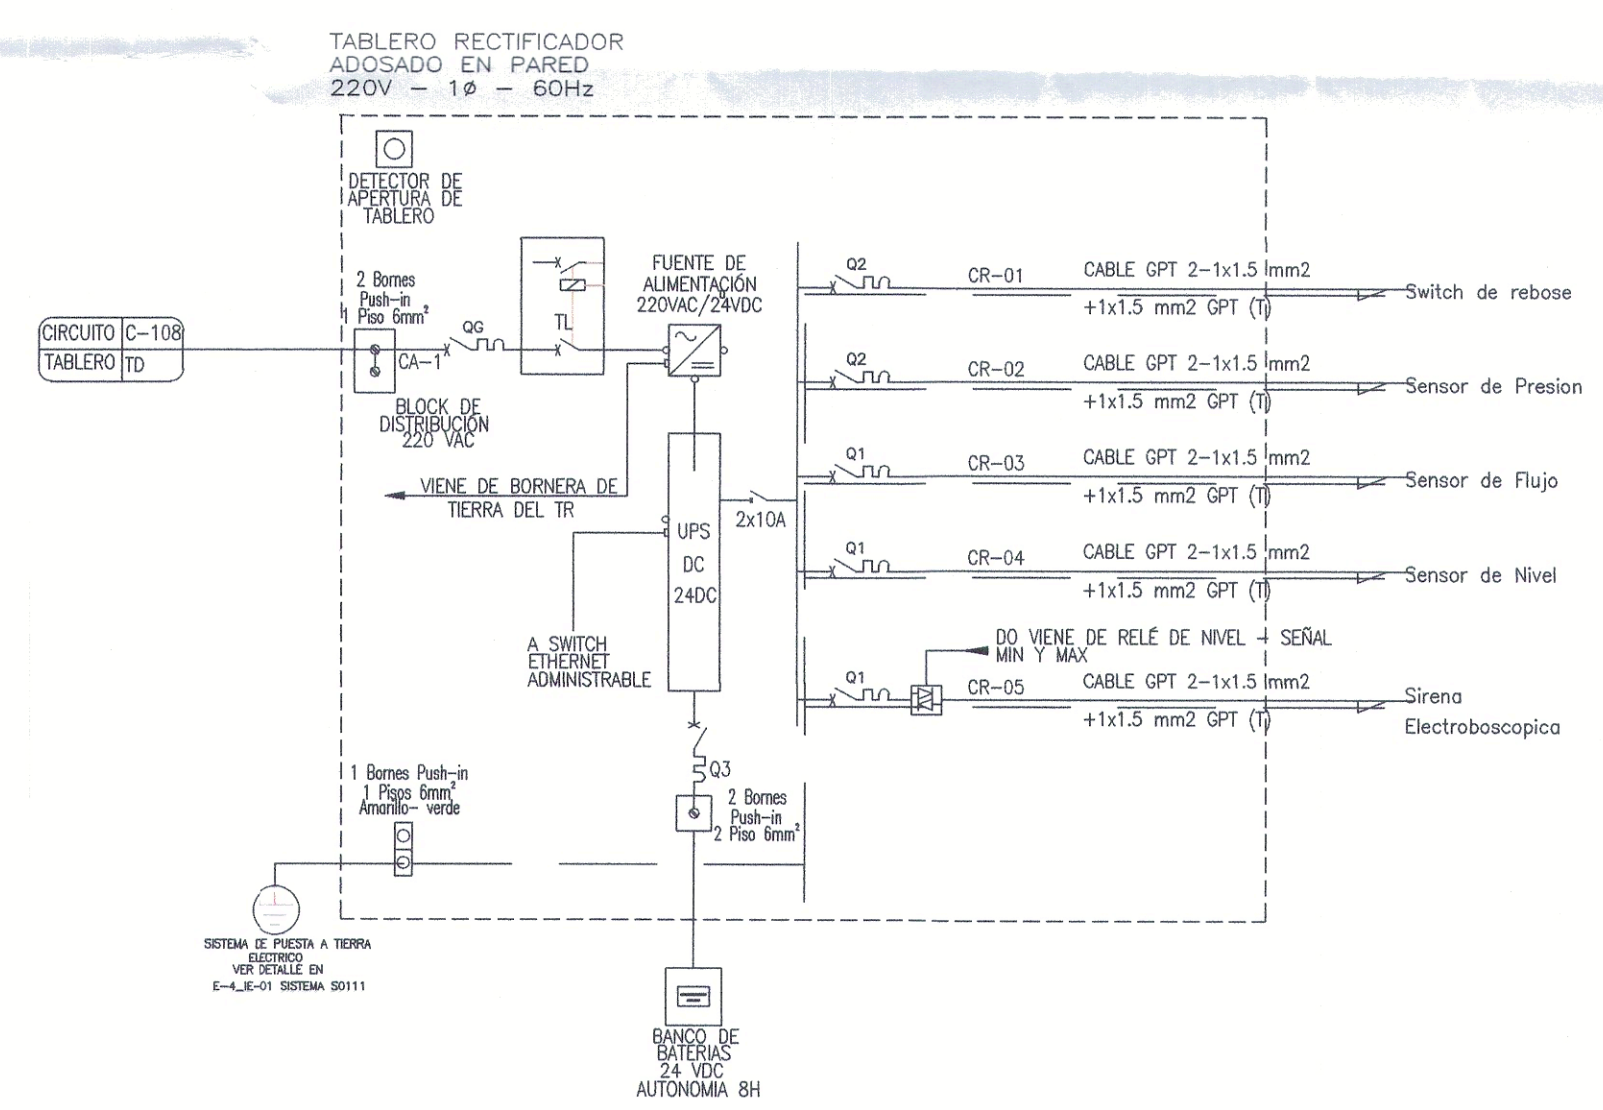 TABLERO RECTIFICADOR
ADOSADO EN PARED
220V – 1ø – 60Hz
DETECTOR DE
APERTURA DE
TABLERO
2 Bornes
Push-in
1 Piso 6mm²
CIRCUITO C-108
TABLERO TD
CA-1
QG
TL
BLOCK DE
DISTRIBUCIÓN
220 VAC
FUENTE DE
ALIMENTACIÓN
220VAC/24VDC
VIENE DE BORNERA DE
TIERRA DEL TR
UPS
DC
24DC
2x10A
A SWITCH
ETHERNET
ADMINISTRABLE
Q2 CR-01 CABLE GPT 2-1x1.5 mm2
+1x1.5 mm2 GPT (T)
Switch de rebose
Q2 CR-02 CABLE GPT 2-1x1.5 mm2
+1x1.5 mm2 GPT (T)
Sensor de Presion
Q1 CR-03 CABLE GPT 2-1x1.5 mm2
+1x1.5 mm2 GPT (T)
Sensor de Flujo
Q1 CR-04 CABLE GPT 2-1x1.5 mm2
+1x1.5 mm2 GPT (T)
Sensor de Nivel
DO VIENE DE RELÉ DE NIVEL – SEÑAL
MIN Y MAX
Q1 CR-05 CABLE GPT 2-1x1.5 mm2
+1x1.5 mm2 GPT (T)
Sirena
Electroboscopica
Q3
2 Bornes
Push-in
2 Piso 6mm²
1 Bornes Push-in
1 Pisos 6mm²
Amarillo- verde
SISTEMA DE PUESTA A TIERRA
ELECTRICO
VER DETALLE EN
E-4_IE-01 SISTEMA S0111
BANCO DE
BATERIAS
24 VDC
AUTONOMIA 8H